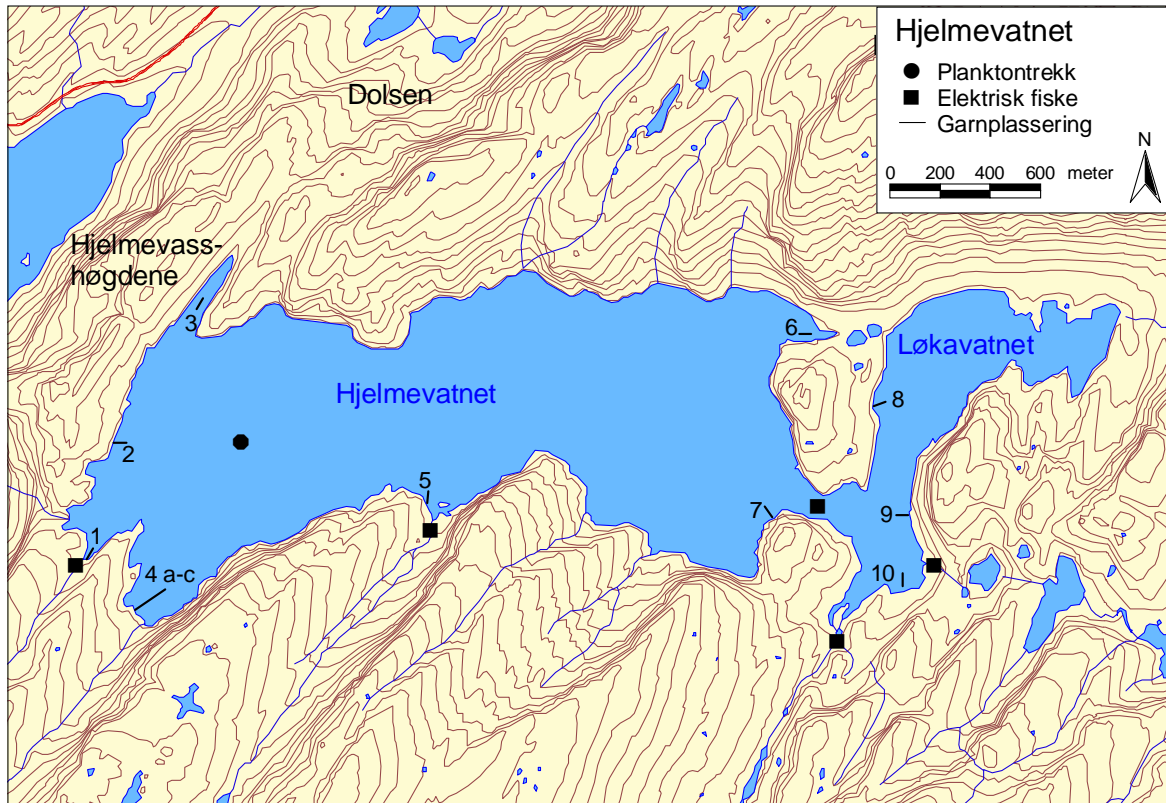 Hjelmevatnet
Planktontrekk
Elektrisk fiske
Garnplassering
N
0 200 400 600 meter
Dolsen
Hjelmevass-
høgdene
3
6
Løkavatnet
Hjelmevatnet
8
2
5
7
9
1
4 a-c
10